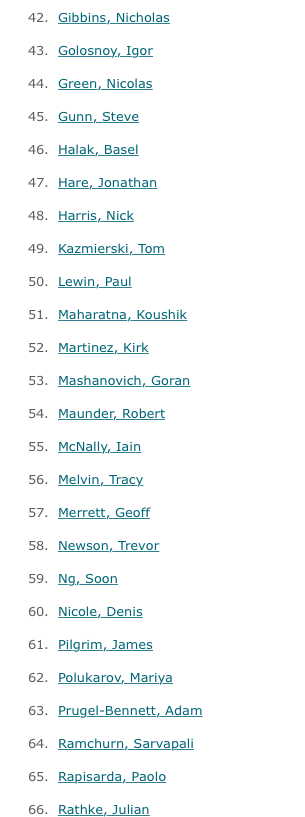 42. Gibbins, Nicholas
43. Golosnoy, Igor
44. Green, Nicolas
45. Gunn, Steve
46. Halak, Basel
47. Hare, Jonathan
48. Harris, Nick
49. Kazmierski, Tom
50. Lewin, Paul
51. Maharatna, Koushik
52. Martinez, Kirk
53. Mashanovich, Goran
54. Maunder, Robert
55. McNally, Iain
56. Melvin, Tracy
57. Merrett, Geoff
58. Newson, Trevor
59. Ng, Soon
60. Nicole, Denis
61. Pilgrim, James
62. Polukarov, Mariya
63. Prugel-Bennett, Adam
64. Ramchurn, Sarvapali
65. Rapisarda, Paolo
66. Rathke, Julian